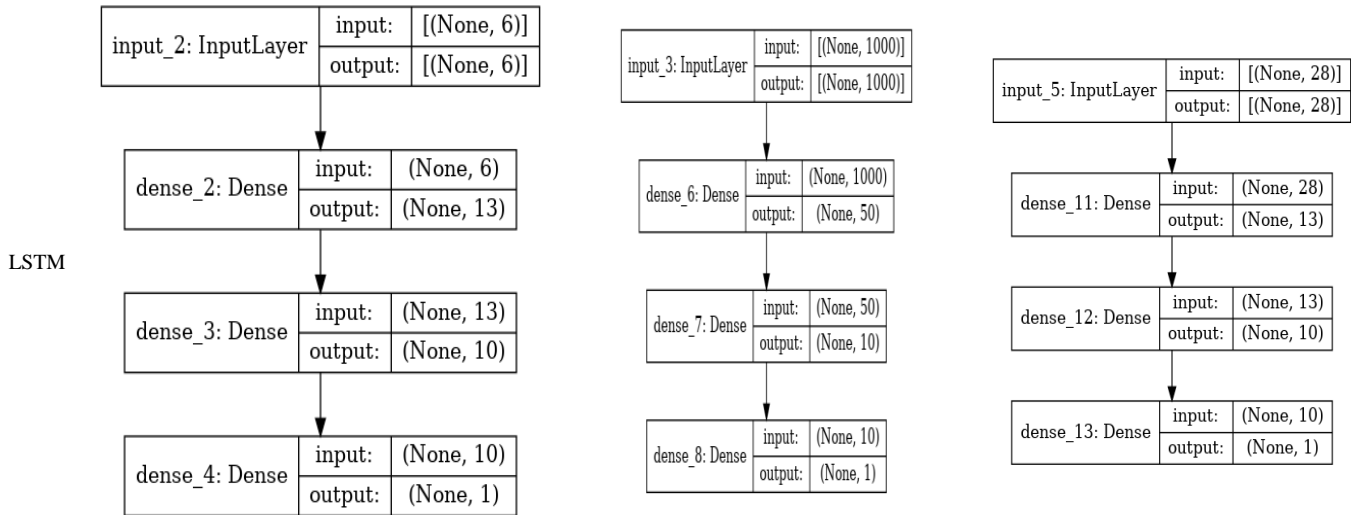 LSTM
input_2: InputLayer
input: [(None, 6)]
output: [(None, 6)]
dense_2: Dense
input: (None, 6)
output: (None, 13)
dense_3: Dense
input: (None, 13)
output: (None, 10)
dense_4: Dense
input: (None, 10)
output: (None, 1)
input_3: InputLayer
input: [(None, 1000)]
output: [(None, 1000)]
dense_6: Dense
input: (None, 1000)
output: (None, 50)
dense_7: Dense
input: (None, 50)
output: (None, 10)
dense_8: Dense
input: (None, 10)
output: (None, 1)
input_5: InputLayer
input: [(None, 28)]
output: [(None, 28)]
dense_11: Dense
input: (None, 28)
output: (None, 13)
dense_12: Dense
input: (None, 13)
output: (None, 10)
dense_13: Dense
input: (None, 10)
output: (None, 1)